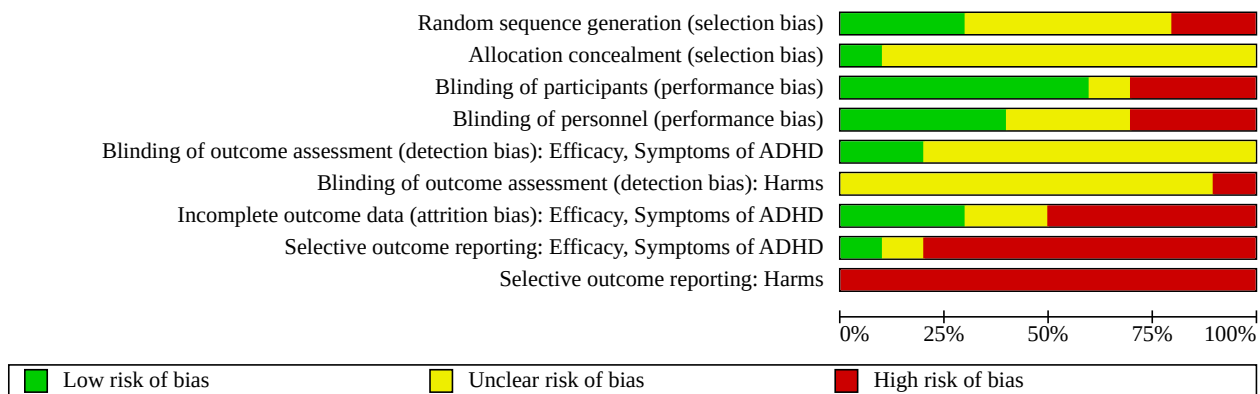 Random sequence generation (selection bias)
Allocation concealment (selection bias)
Blinding of participants (performance bias)
Blinding of personnel (performance bias)
Blinding of outcome assessment (detection bias): Efficacy, Symptoms of ADHD
Blinding of outcome assessment (detection bias): Harms
Incomplete outcome data (attrition bias): Efficacy, Symptoms of ADHD
Selective outcome reporting: Efficacy, Symptoms of ADHD
Selective outcome reporting: Harms
0% 25% 50% 75% 100%
Low risk of bias Unclear risk of bias High risk of bias